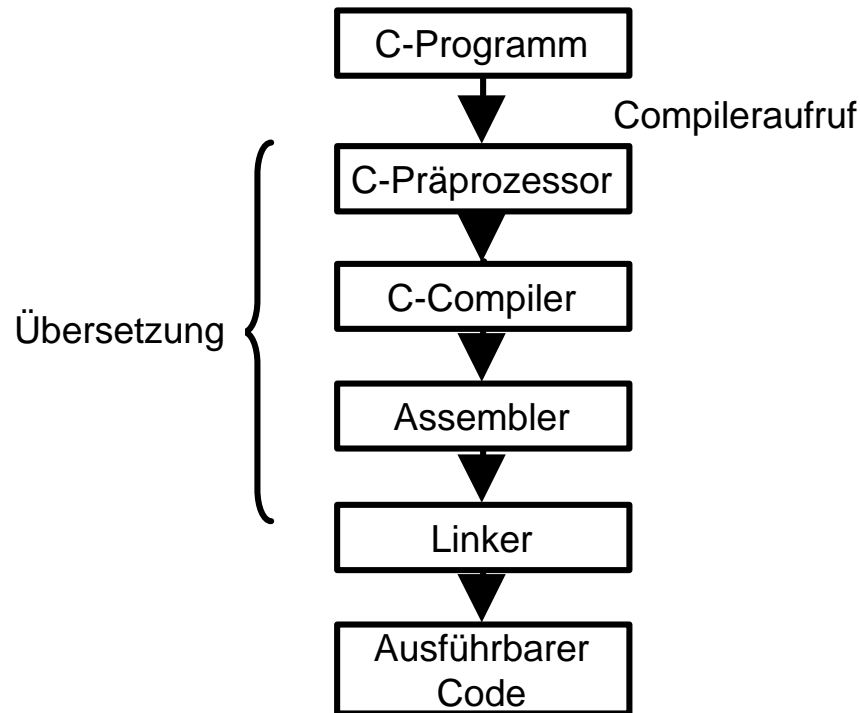 C-Programm
Compileraufruf
C-Präprozessor
C-Compiler
Übersetzung
Assembler
Linker
Ausführbarer
Code